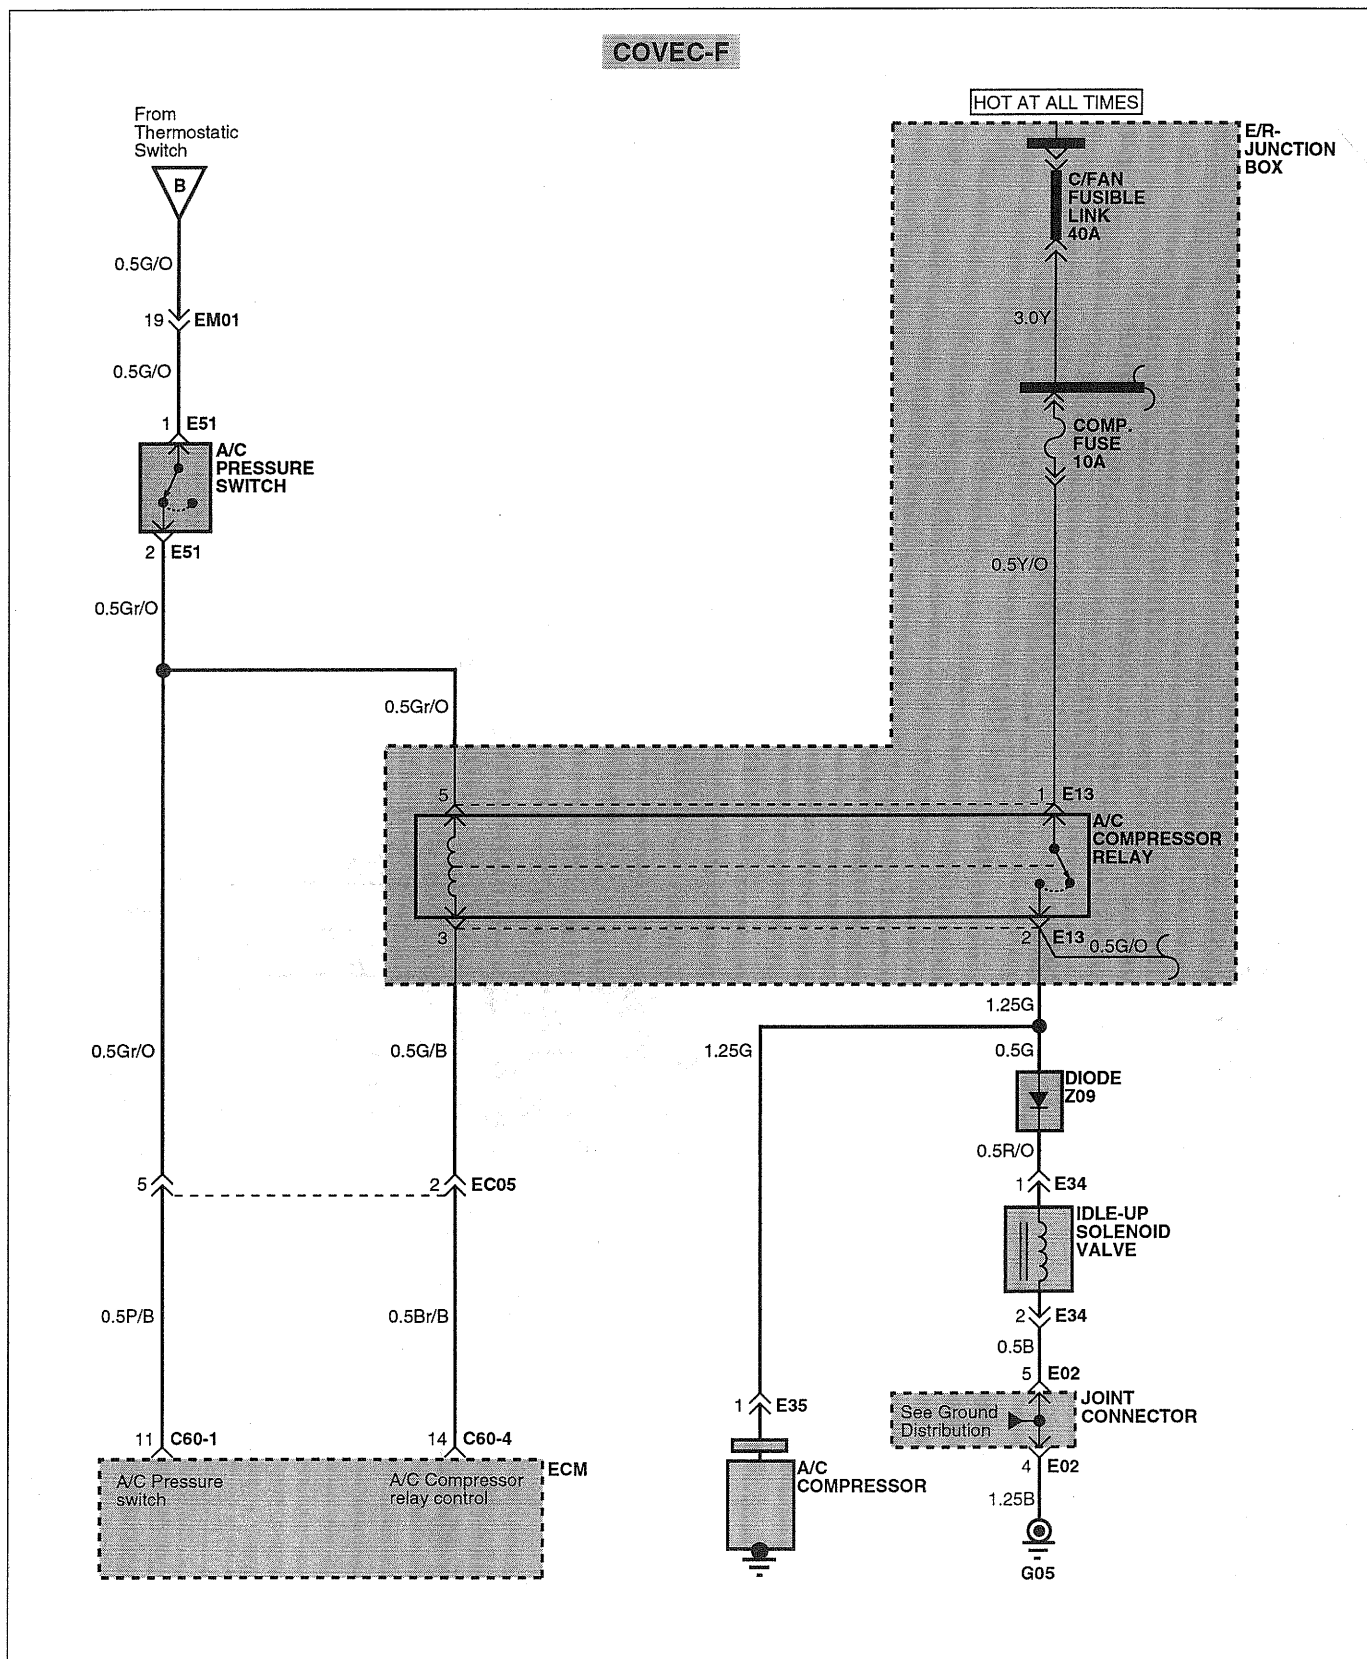 COVEC-F
HOT AT ALL TIMES
From
Thermostatic
Switch
B
0.5G/O
19
EM01
0.5G/O
1
E51
A/C
PRESSURE
SWITCH
2
E51
0.5Gr/O
0.5Gr/O
E/R-
JUNCTION
BOX
C/FAN
FUSIBLE
LINK
40A
3.0Y
COMP.
FUSE
10A
0.5Y/O
5
1
E13
A/C
COMPRESSOR
RELAY
3
2
E13
0.5G/O
1.25G
0.5Gr/O
0.5G/B
1.25G
0.5G
DIODE
Z09
0.5R/O
5
2
EC05
1
E34
IDLE-UP
SOLENOID
VALVE
0.5P/B
0.5Br/B
2
E34
0.5B
5
E02
1
E35
See Ground
Distribution
JOINT
CONNECTOR
11
C60-1
14
C60-4
4
E02
A/C Pressure
switch
A/C Compressor
relay control
ECM
A/C
COMPRESSOR
1.25B
G05